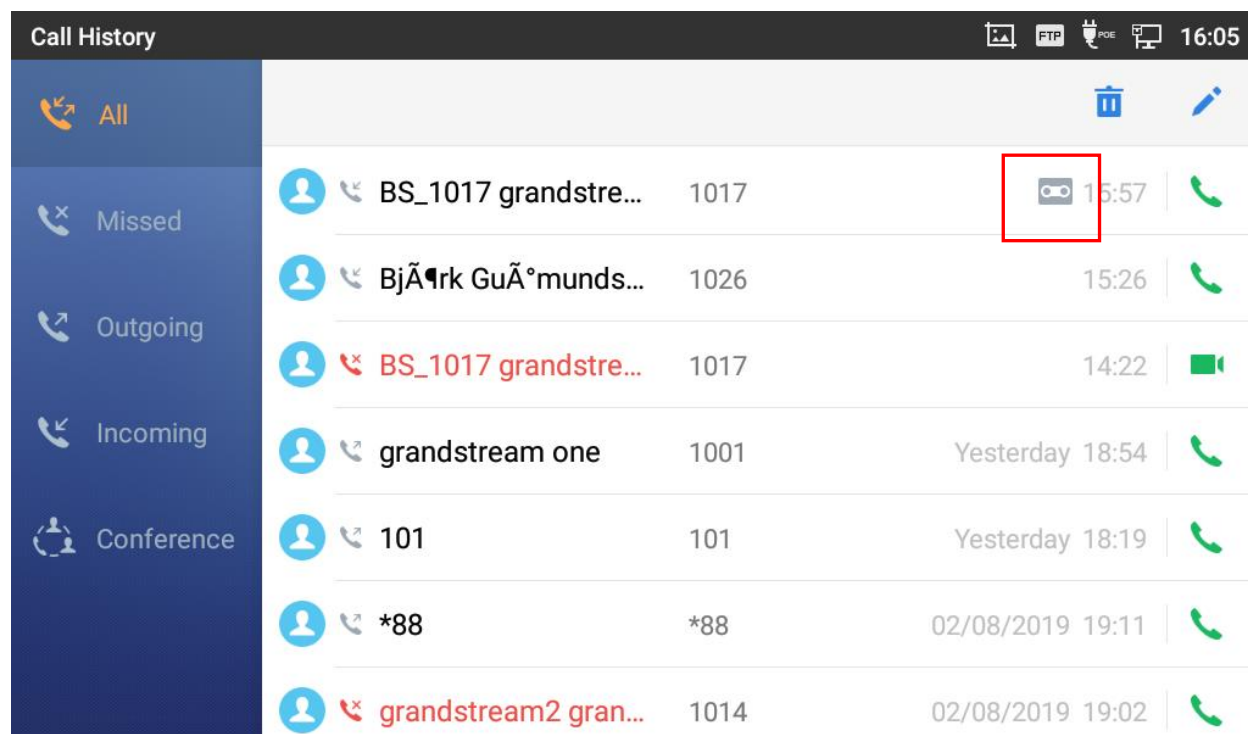 Call History FTP POE 16:05
All
Missed
Outgoing
Incoming
Conference
BS_1017 grandstre... 1017 15:57
BjÃ¶rk GuÃ°munds... 1026 15:26
BS_1017 grandstre... 1017 14:22
grandstream one 1001 Yesterday 18:54
101 101 Yesterday 18:19
*88 *88 02/08/2019 19:11
grandstream2 gran... 1014 02/08/2019 19:02